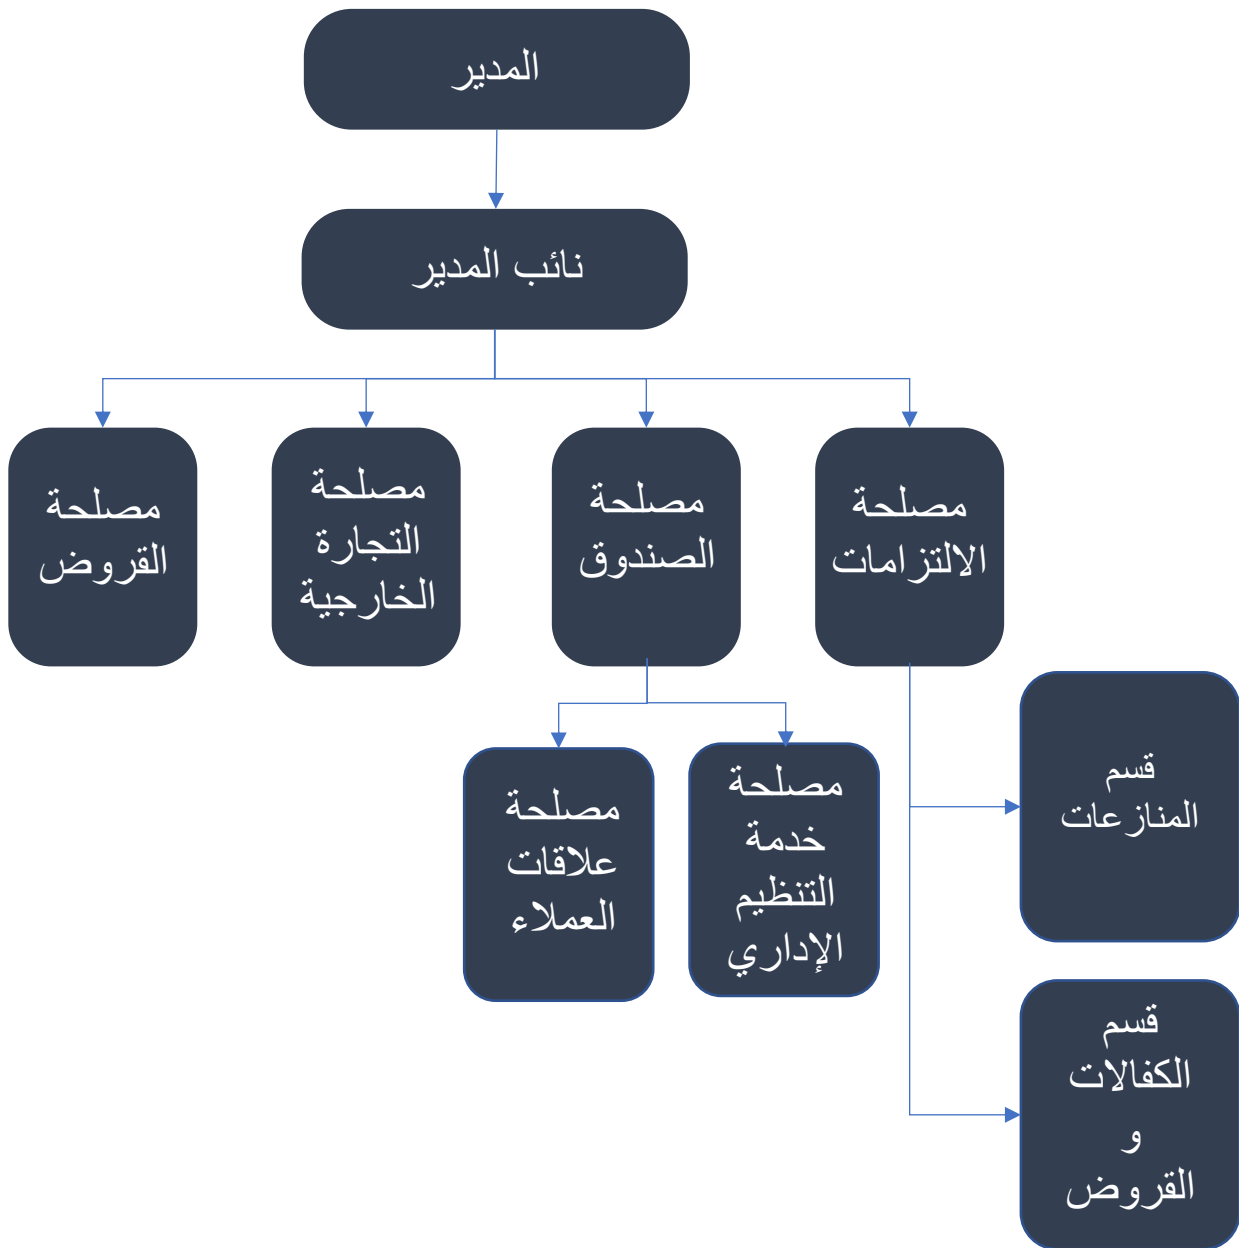 المدير
نائب المدير
مصلحة
الالتزامات
مصلحة
الصندوق
مصلحة
التجارة
الخارجية
مصلحة
القروض
قسم
المنازعات
مصلحة
خدمة
التنظيم
الإداري
مصلحة
علاقات
العملاء
قسم
الكفالات
و
القروض